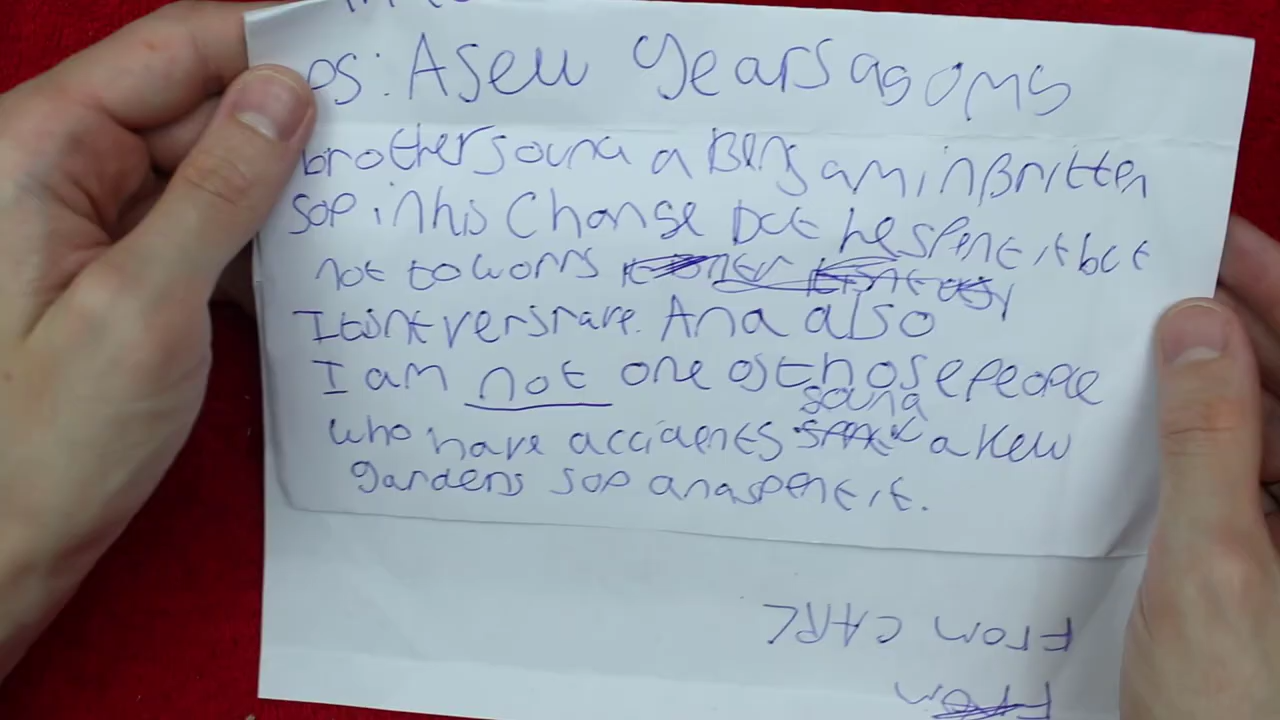 ps: A few years ago my
brother found a Benjamin Britten
50p in his Change but he spent it but
not to worry
It isnt very rare. And also
I am not one of those people
who have accidents found a Kew
gardens 50p and spent it.
From CARL
From